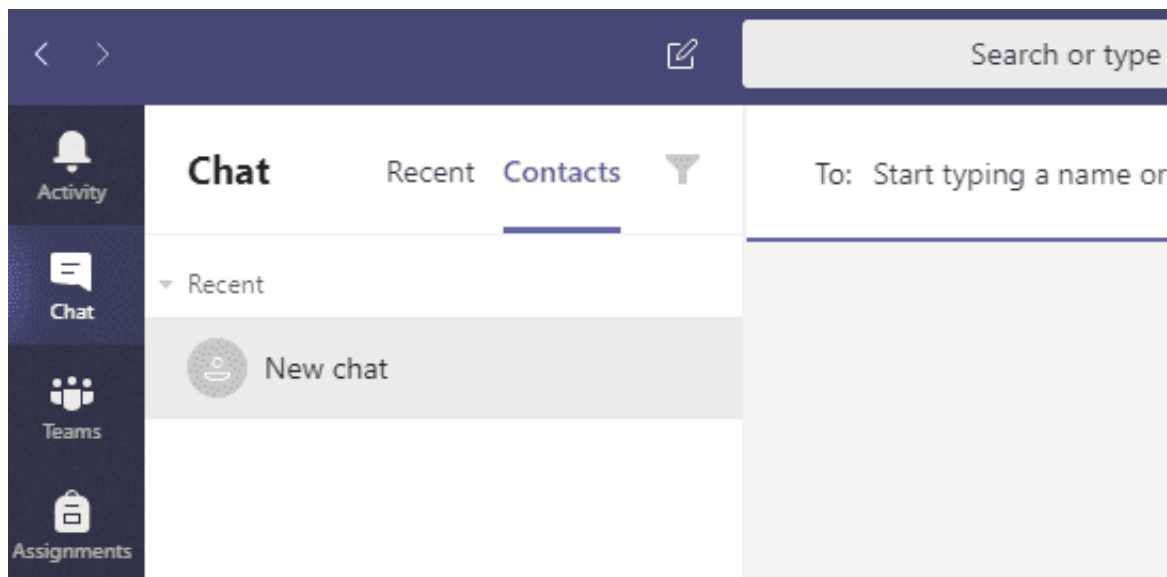 Search or type
Activity
Chat Recent Contacts
To: Start typing a name or
Chat
Recent
New chat
Teams
Assignments